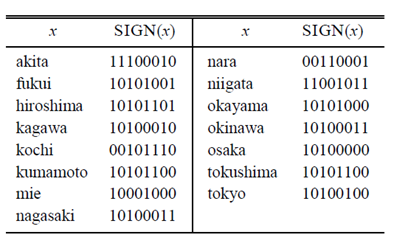 x SIGN(x) x SIGN(x)
akita 11100010 nara 00110001
fukui 10101001 niigata 11001011
hiroshima 10101101 okayama 10101000
kagawa 10100010 okinawa 10100011
kochi 00101110 osaka 10100000
kumamoto 10101100 tokushima 10101100
mie 10001000 tokyo 10100100
nagasaki 10100011